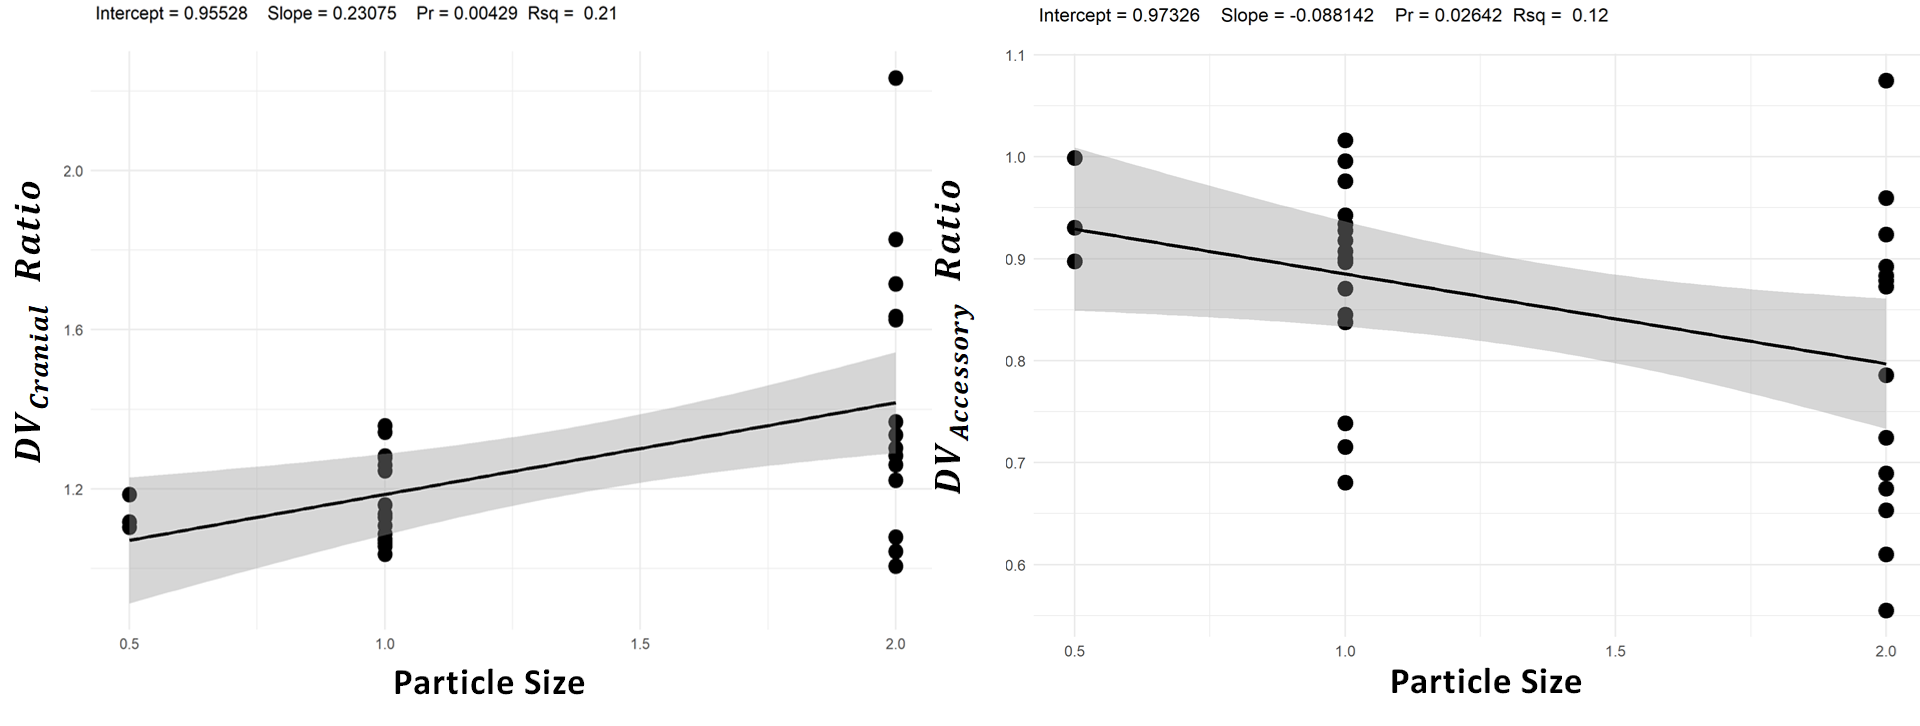 Intercept = 0.95528 Slope = 0.23075 Pr = 0.00429 Rsq = 0.21
DV Cranial Ratio
2.0
1.6
1.2
0.5 1.0 1.5 2.0
Particle Size
Intercept = 0.97326 Slope = -0.088142 Pr = 0.02642 Rsq = 0.12
DV Accessory Ratio
1.1
1.0
0.9
0.8
0.7
0.6
0.5 1.0 1.5 2.0
Particle Size